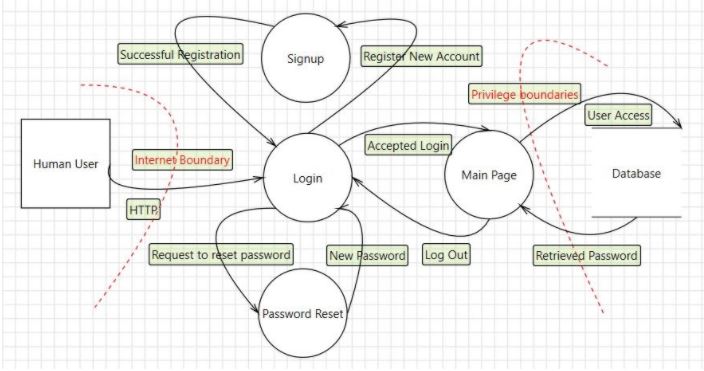 Successful Registration
Signup
Register New Account
Privilege boundaries
User Access
Human User
Internet Boundary
Accepted Login
Login
Main Page
Database
HTTP
Request to reset password
New Password
Log Out
Retrieved Password
Password Reset